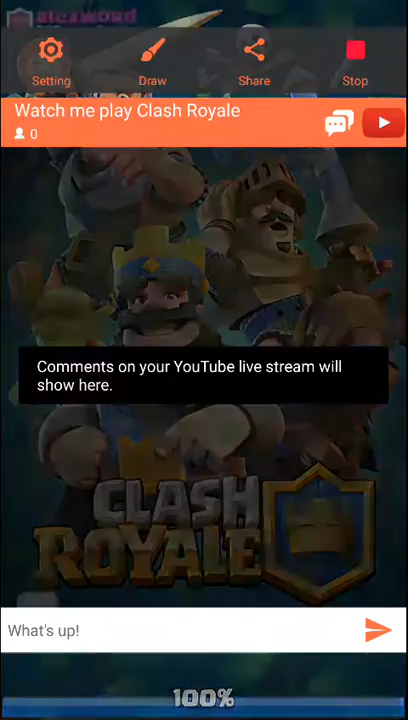 alexword
Setting Draw Share Stop
Watch me play Clash Royale
0
Comments on your YouTube live stream will
show here.
CLASH
ROYALE
What's up!
100%